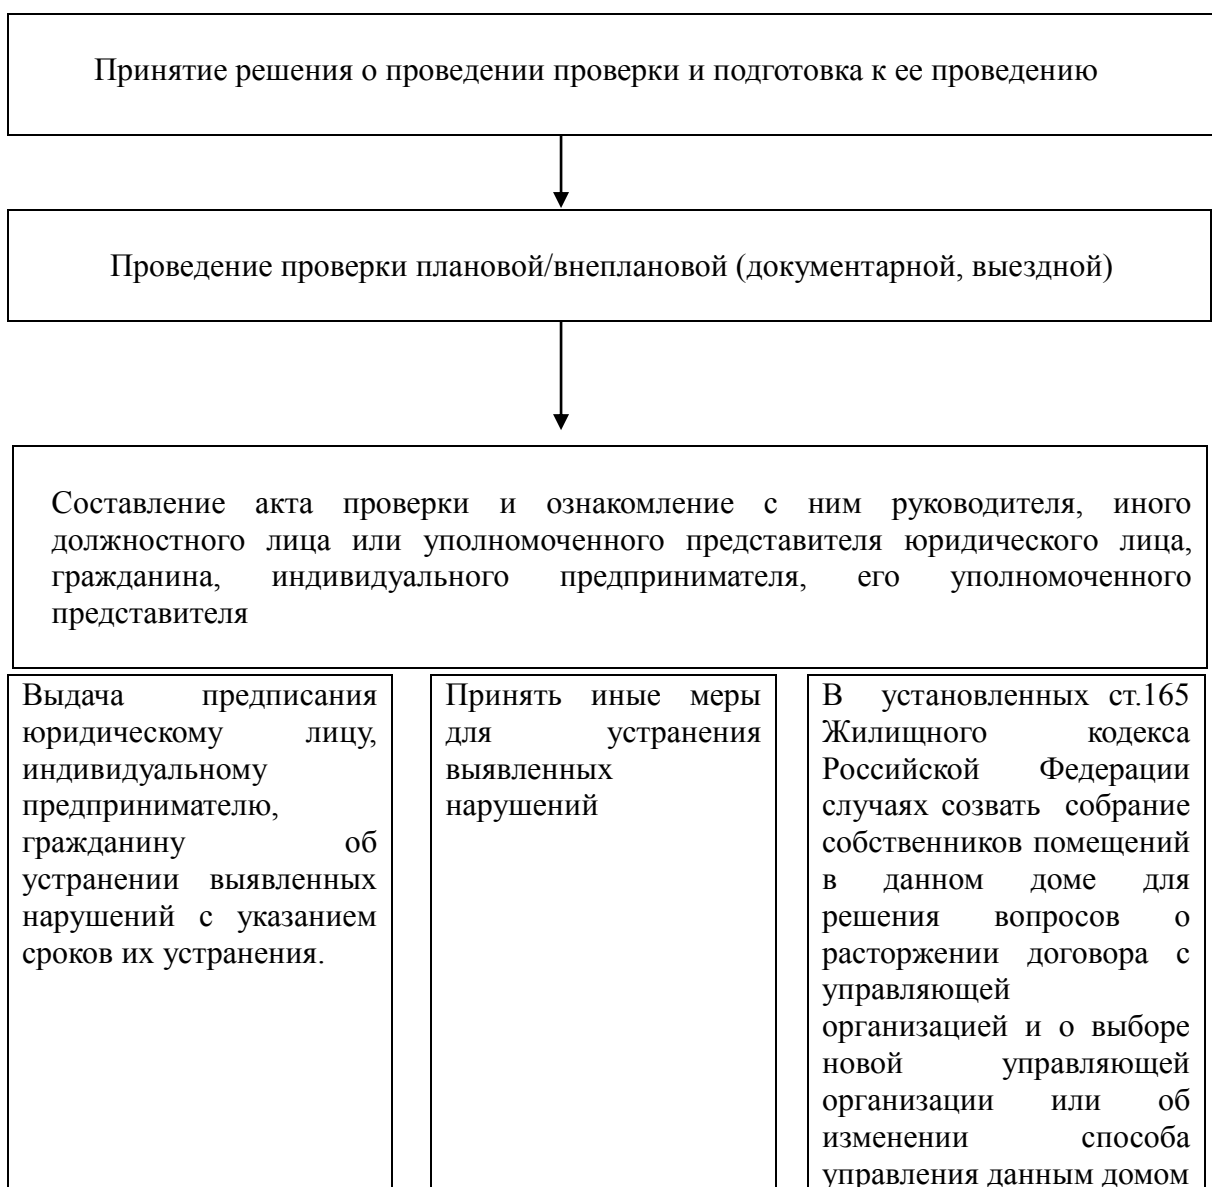 Принятие решения о проведении проверки и подготовка к ее проведению
Проведение проверки плановой/внеплановой (документарной, выездной)
Составление акта проверки и ознакомление с ним руководителя, иного
должностного лица или уполномоченного представителя юридического лица,
гражданина, индивидуального предпринимателя, его уполномоченного
представителя
Выдача предписания
юридическому лицу,
индивидуальному
предпринимателю,
гражданину об
устранении выявленных
нарушений с указанием
сроков их устранения.
Принять иные меры
для устранения
выявленных
нарушений
В установленных ст.165
Жилищного кодекса
Российской Федерации
случаях созвать собрание
собственников помещений
в данном доме для
решения вопросов о
расторжении договора с
управляющей
организацией и о выборе
новой управляющей
организации или об
изменении способа
управления данным домом